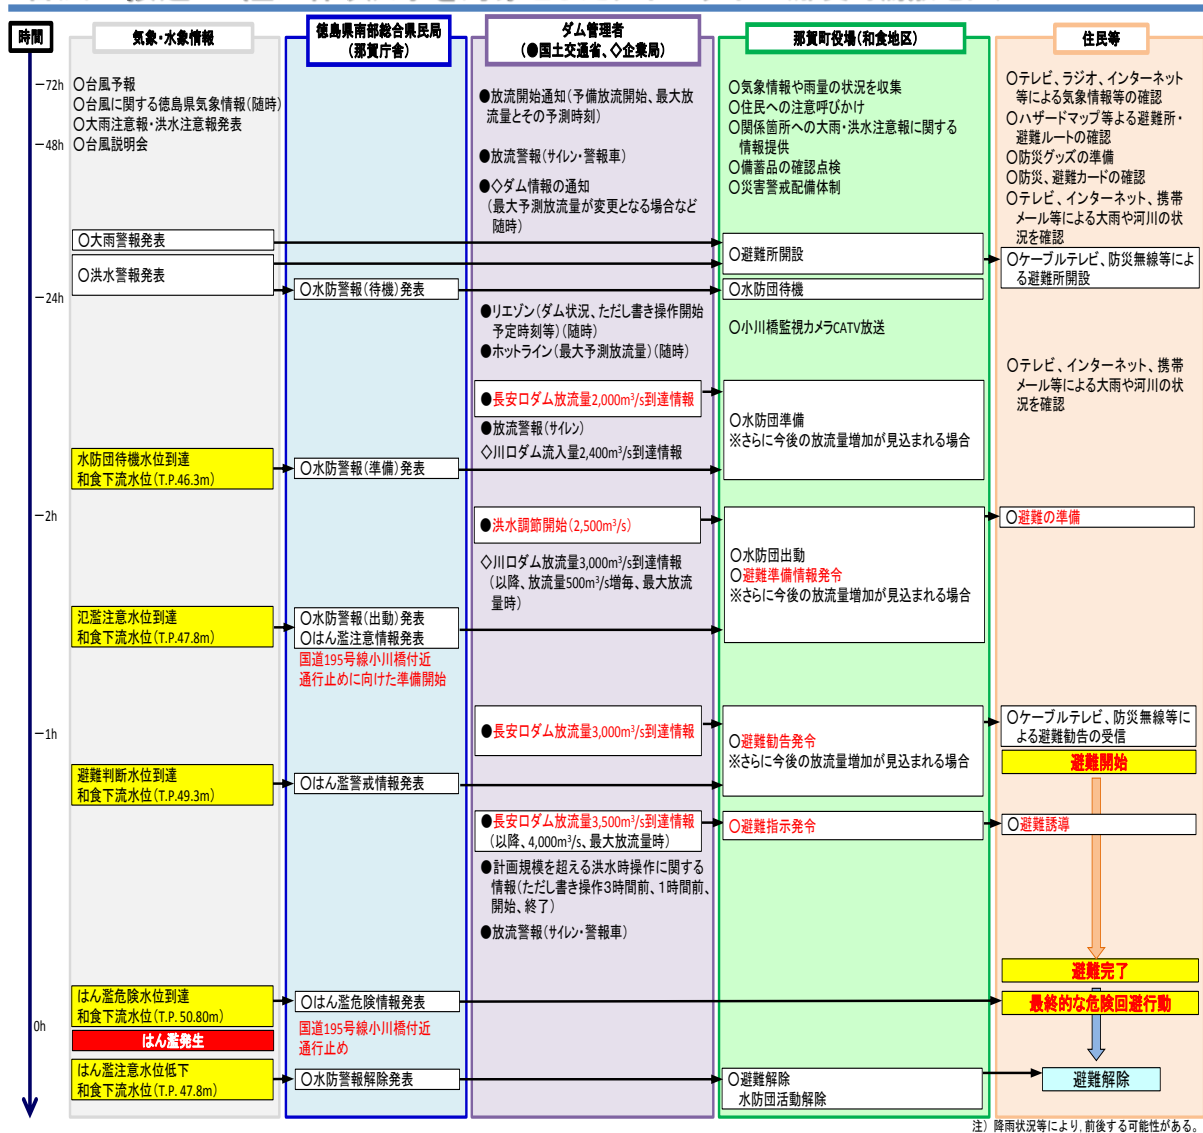 時間
気象・水象情報
徳島県南部総合県民局
(那賀庁舎)
ダム管理者
(●国土交通省、◇企業局)
那賀町役場(和食地区)
住民等
－72h
－48h
－24h
－2h
－1h
0h
〇台風予報
〇台風に関する徳島県気象情報(随時)
〇大雨注意報・洪水注意報発表
〇台風説明会
〇大雨警報発表
〇洪水警報発表
水防団待機水位到達
和食下流水位(T.P.46.3m)
氾濫注意水位到達
和食下流水位(T.P.47.8m)
避難判断水位到達
和食下流水位(T.P.49.3m)
はん濫危険水位到達
和食下流水位(T.P.50.80m)
はん濫発生
はん濫注意水位低下
和食下流水位(T.P. 47.8m)
〇水防警報(待機)発表
〇水防警報(準備)発表
〇水防警報(出動)発表
〇はん濫注意情報発表
国道195号線小川橋付近
通行止めに向けた準備開始
〇はん濫警戒情報発表
〇はん濫危険情報発表
国道195号線小川橋付近
通行止め
〇水防警報解除発表
●放流開始通知(予備放流開始、最大放
流量とその予測時刻)
●放流警報(サイレン・警報車)
●◇ダム情報の通知
(最大予測放流量が変更となる場合など
随時)
●リエゾン(ダム状況、ただし書き操作開始
予定時刻等)(随時)
●ホットライン(最大予測放流量)(随時)
●長安口ダム放流量2,000m³/s到達情報
●放流警報(サイレン)
◇川口ダム流入量2,400m³/s到達情報
●洪水調節開始(2,500m³/s)
◇川口ダム放流量3,000m³/s到達情報
(以降、放流量500m³/s増毎、最大放流
量時)
●長安口ダム放流量3,000m³/s到達情報
●長安口ダム放流量3,500m³/s到達情報
(以降、4,000m³/s、最大放流量時)
●計画規模を超える洪水時操作に関する
情報(ただし書き操作3時間前、1時間前、
開始、終了)
●放流警報(サイレン・警報車)
〇気象情報や雨量の状況を収集
〇住民への注意呼びかけ
〇関係箇所への大雨・洪水注意報に関する
情報提供
〇備蓄品の確認点検
〇災害警戒配備体制
〇避難所開設
〇水防団待機
〇小川橋監視カメラCATV放送
〇水防団準備
※さらに今後の放流量増加が見込まれる場合
〇水防団出動
〇避難準備情報発令
※さらに今後の放流量増加が見込まれる場合
〇避難勧告発令
※さらに今後の放流量増加が見込まれる場合
〇避難指示発令
〇避難解除
水防団活動解除
〇テレビ、ラジオ、インターネット
等による気象情報等の確認
〇ハザードマップ等よる避難所・
避難ルートの確認
〇防災グッズの準備
〇防災、避難カードの確認
〇テレビ、インターネット、携帯
メール等による大雨や河川の状
況を確認
〇ケーブルテレビ、防災無線等によ
る避難所開設
〇テレビ、インターネット、携帯
メール等による大雨や河川の状
況を確認
〇避難の準備
〇ケーブルテレビ、防災無線等に
よる避難勧告の受信
避難開始
〇避難誘導
避難完了
最終的な危険回避行動
避難解除
注) 降雨状況等により、前後する可能性がある。